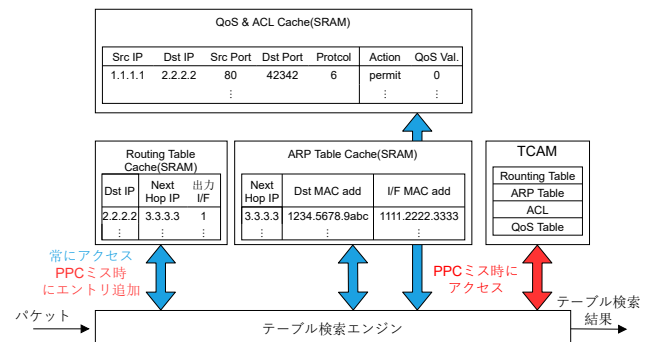 QoS & ACL Cache(SRAM)
Src IP Dst IP Src Port Dst Port Protcol Action QoS Val.
1.1.1.1 2.2.2.2 80 42342 6 permit 0
⋮ ⋮ ⋮
Routing Table
Cache(SRAM)
Dst IP Next Hop IP 出力 I/F
2.2.2.2 3.3.3.3 1
⋮ ⋮ ⋮
ARP Table Cache(SRAM)
Next Hop IP Dst MAC add I/F MAC add
3.3.3.3 1234.5678.9abc 1111.2222.3333
⋮ ⋮ ⋮
TCAM
Rounting Table
ARP Table
ACL
QoS Table
常にアクセス
PPCミス時
にエントリ追加
PPCミス時に
アクセス
パケット
テーブル検索エンジン
テーブル検索
結果